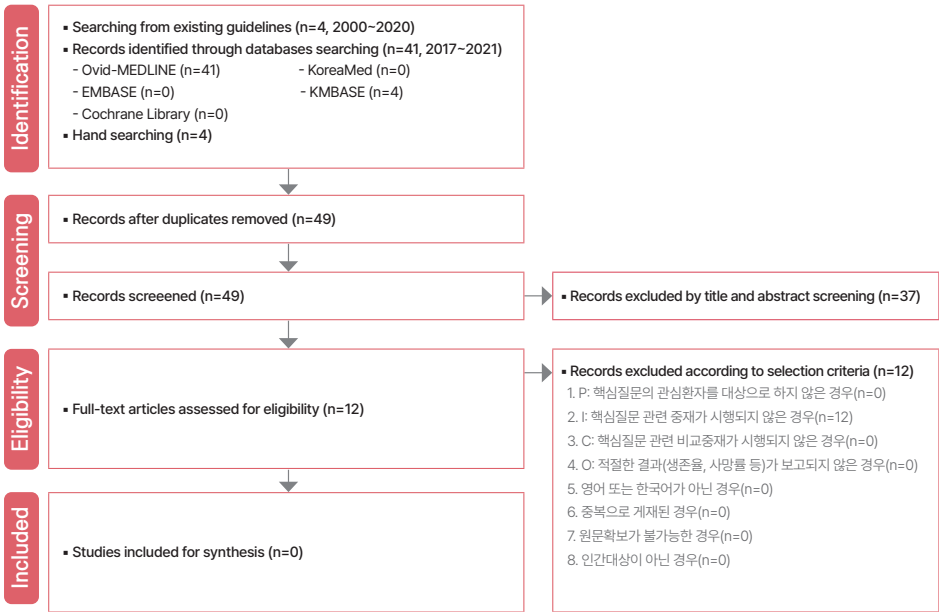 Identification
▪ Searching from existing guidelines (n=4, 2000~2020)
▪ Records identified through databases searching (n=41, 2017~2021)
- Ovid-MEDLINE (n=41) - KoreaMed (n=0)
- EMBASE (n=0) - KMBASE (n=4)
- Cochrane Library (n=0)
▪ Hand searching (n=4)
Screening
▪ Records after duplicates removed (n=49)
▪ Records screeened (n=49)
▪ Records excluded by title and abstract screening (n=37)
Eligibility
▪ Full-text articles assessed for eligibility (n=12)
▪ Records excluded according to selection criteria (n=12)
1. P: 핵심질문의 관심환자를 대상으로 하지 않은 경우(n=0)
2. I: 핵심질문 관련 중재가 시행되지 않은 경우(n=12)
3. C: 핵심질문 관련 비교중재가 시행되지 않은 경우(n=0)
4. O: 적절한 결과(생존율, 사망률 등)가 보고되지 않은 경우(n=0)
5. 영어 또는 한국어가 아닌 경우(n=0)
6. 중복으로 게재된 경우(n=0)
7. 원문확보가 불가능한 경우(n=0)
8. 인간대상이 아닌 경우(n=0)
Included
▪ Studies included for synthesis (n=0)